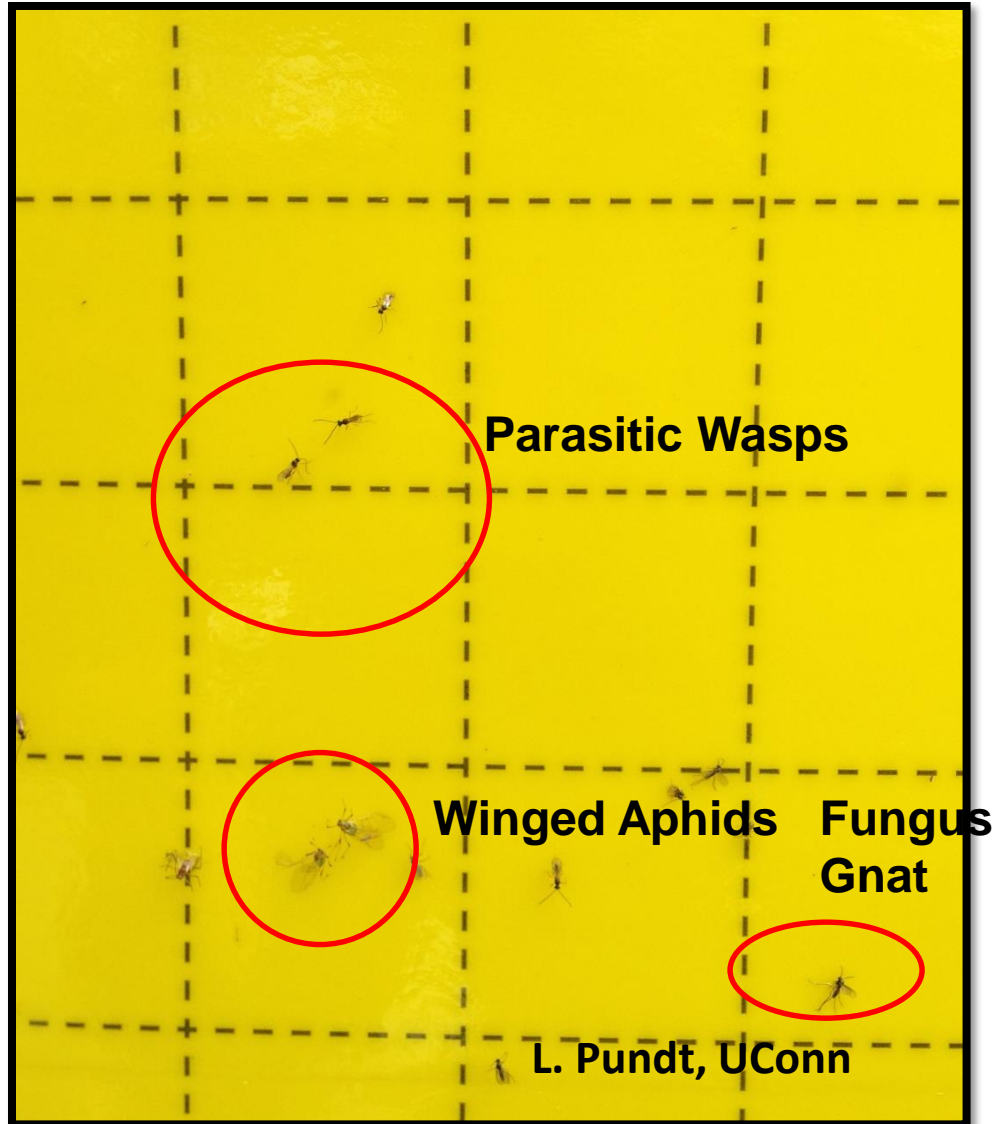 Parasitic Wasps
Winged Aphids
Fungus
Gnat
L. Pundt, UConn